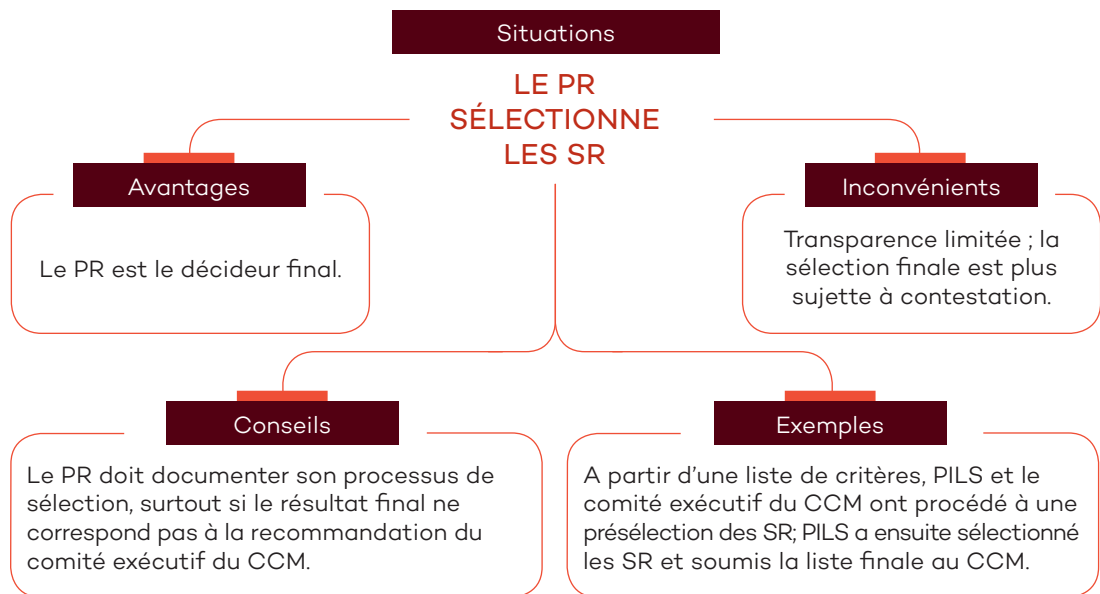 Situations
LE PR
SÉLECTIONNE
LES SR
Avantages
Le PR est le décideur final.
Inconvénients
Transparence limitée ; la
sélection finale est plus
sujette à contestation.
Conseils
Le PR doit documenter son processus de
sélection, surtout si le résultat final ne
correspond pas à la recommandation du
comité exécutif du CCM.
Exemples
A partir d’une liste de critères, PILS et le
comité exécutif du CCM ont procédé à une
présélection des SR; PILS a ensuite sélectionné
les SR et soumis la liste finale au CCM.